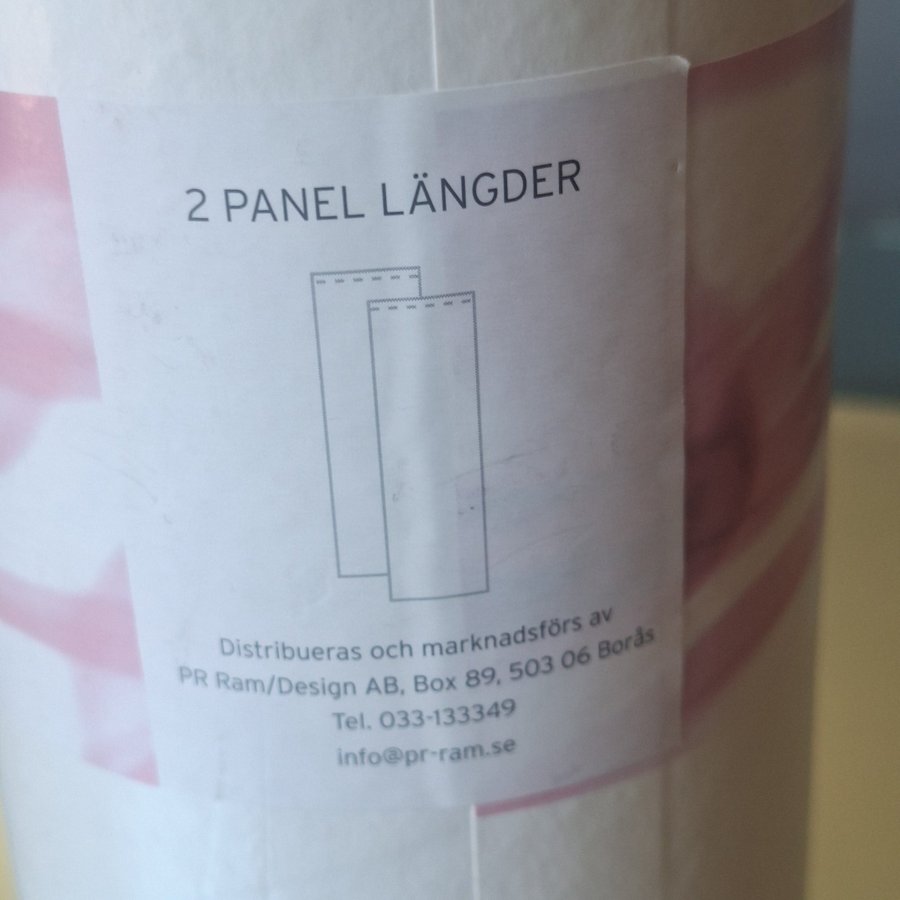 2 PANEL LÄNGDER
Distribueras och marknadsförs av
PR Ram/Design AB, Box 89, 503 06 Borås
Tel. 033-133349
info@pr-ram.se